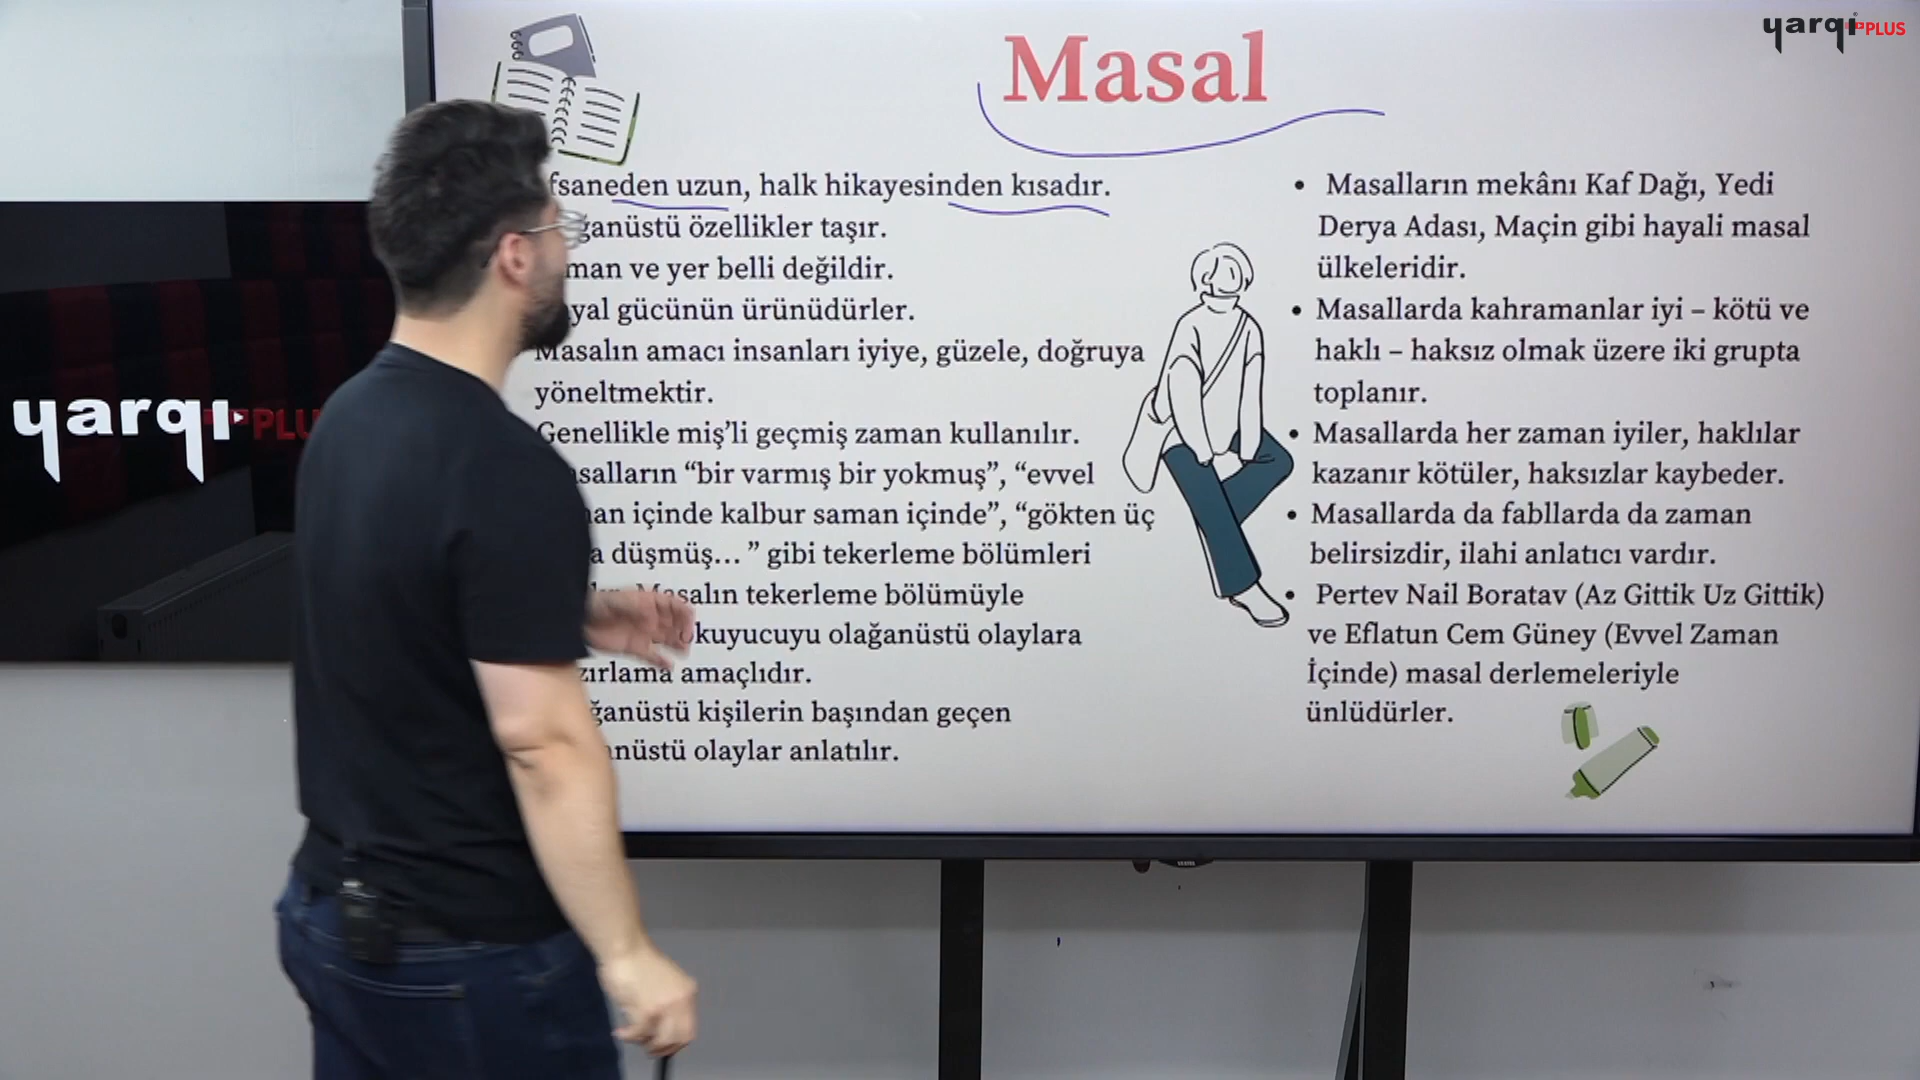 yarqı PLUS
Masal
fsaneden uzun, halk hikayesinden kısadır.
ğanüstü özellikler taşır.
man ve yer belli değildir.
yal gücünün ürünüdürler.
Masalın amacı insanları iyiye, güzele, doğruya
yöneltmektir.
Genellikle miş’li geçmiş zaman kullanılır.
salların “bir varmış bir yokmuş”, “evvel
an içinde kalbur saman içinde”, “gökten üç
a düşmüş... ” gibi tekerleme bölümleri
Masalın tekerleme bölümüyle
okuyucuyu olağanüstü olaylara
zırlama amaçlıdır.
ğanüstü kişilerin başından geçen
nüstü olaylar anlatılır.
• Masalların mekânı Kaf Dağı, Yedi
Derya Adası, Maçin gibi hayali masal
ülkeleridir.
• Masallarda kahramanlar iyi – kötü ve
haklı – haksız olmak üzere iki grupta
toplanır.
• Masallarda her zaman iyiler, haklılar
kazanır kötüler, haksızlar kaybeder.
• Masallarda da fabllarda da zaman
belirsizdir, ilahi anlatıcı vardır.
• Pertev Nail Boratav (Az Gittik Uz Gittik)
ve Eflatun Cem Güney (Evvel Zaman
İçinde) masal derlemeleriyle
ünlüdürler.
yarqı PLU